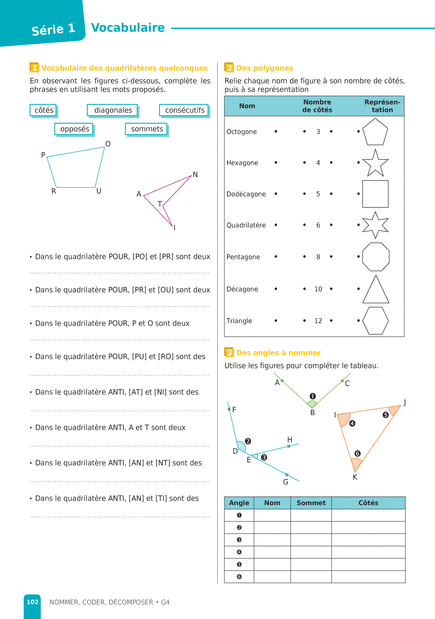 Série 1
Vocabulaire
1 Vocabulaire des quadrilatères quelconques
En observant les figures ci-dessous, complète les
phrases en utilisant les mots proposés.
côtés
diagonales
consécutifs
opposés
sommets
P
O
R
U
N
A
T
I
• Dans le quadrilatère POUR, [PO] et [PR] sont deux
• Dans le quadrilatère POUR, [PR] et [OU] sont deux
• Dans le quadrilatère POUR, P et O sont deux
• Dans le quadrilatère POUR, [PU] et [RO] sont des
• Dans le quadrilatère ANTI, [AT] et [NI] sont des
• Dans le quadrilatère ANTI, A et T sont deux
• Dans le quadrilatère ANTI, [AN] et [NT] sont des
• Dans le quadrilatère ANTI, [AN] et [TI] sont des
2 Des polygones
Relie chaque nom de figure à son nombre de côtés,
puis à sa représentation
Nom
Nombre
de côtés
Représen-
tation
Octogone • • 3 • •
Hexagone • • 4 • •
Dodécagone • • 5 • •
Quadrilatère • • 6 • •
Pentagone • • 8 • •
Décagone • • 10 • •
Triangle • • 12 • •
3 Des angles à nommer
Utilise les figures pour compléter le tableau.
A
C
❶
B
F
❷
D
H
E
❸
G
J
I
❹
❺
❻
K
Angle Nom Sommet Côtés
❶
❷
❸
❹
❺
❻
102 NOMMER, CODER, DÉCOMPOSER • G4